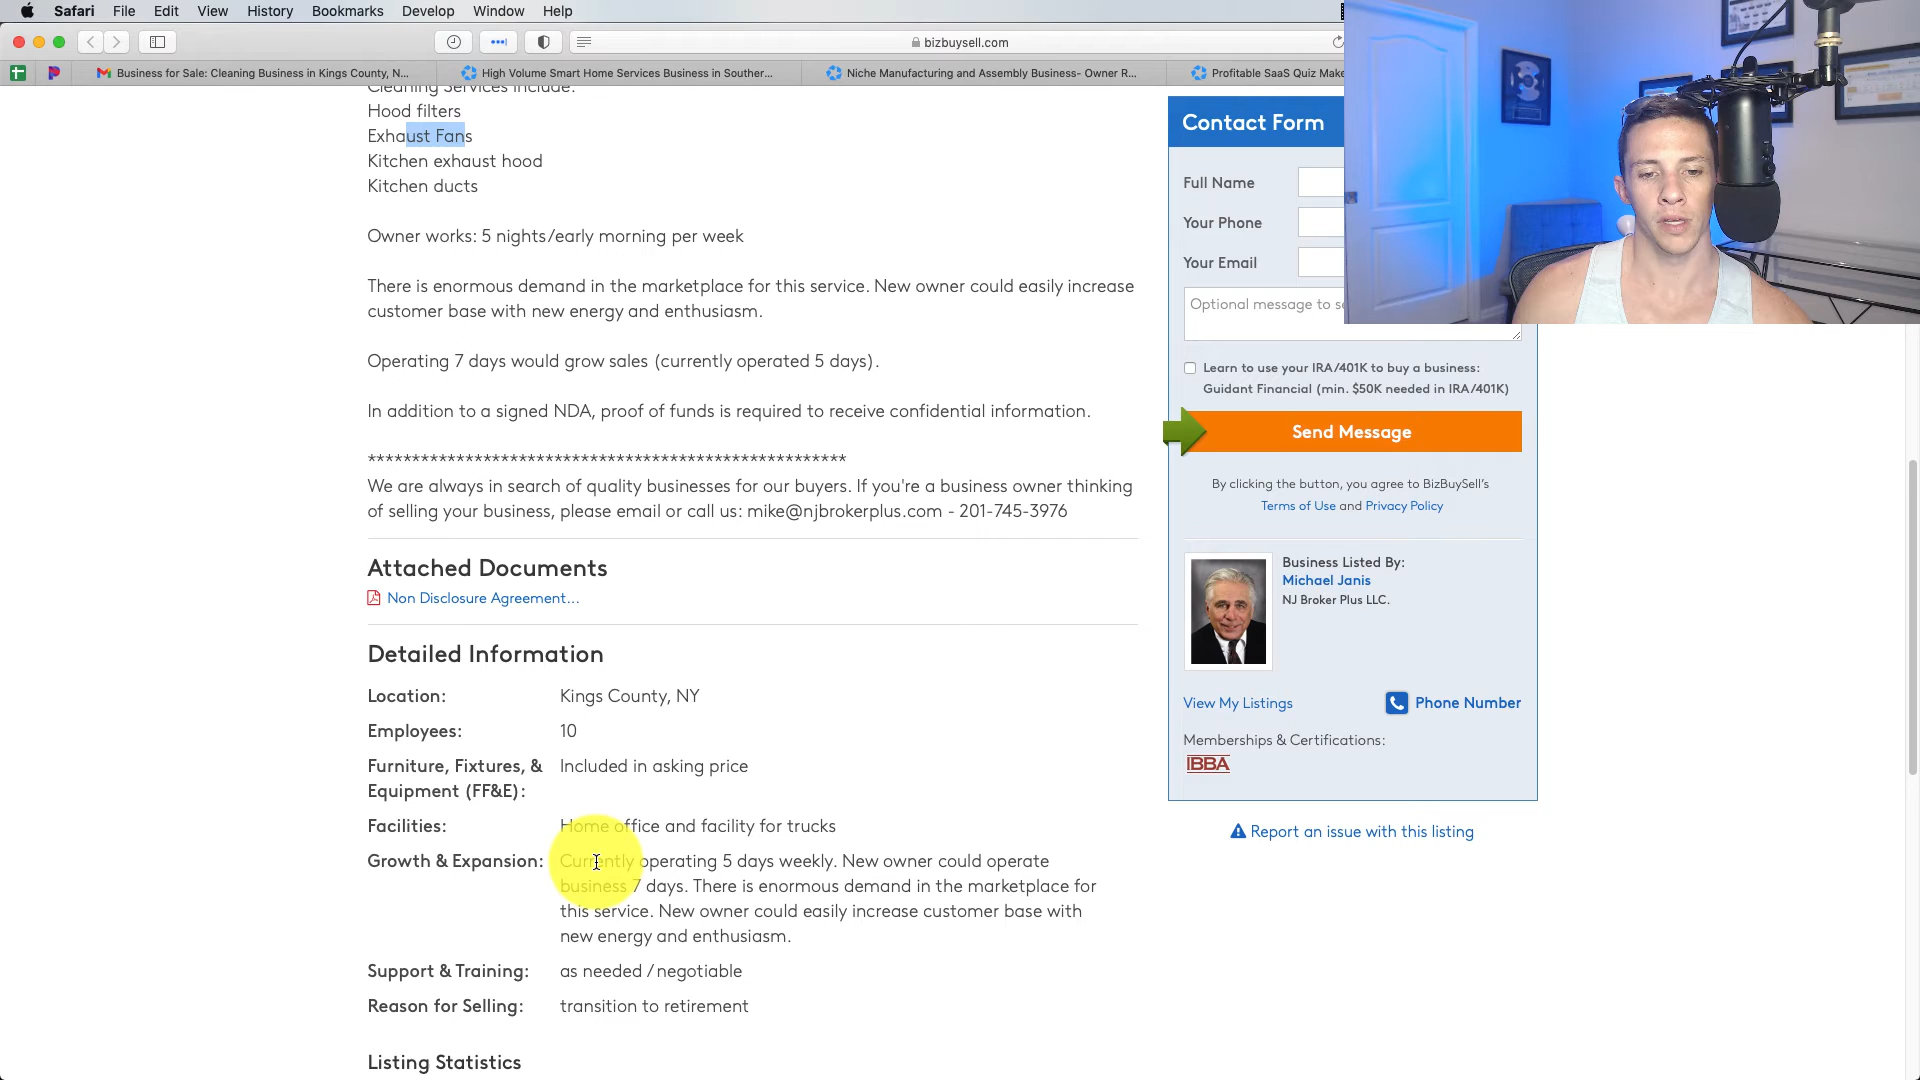 Safari File Edit View History Bookmarks Develop Window Help
bizbuysell.com
Business for Sale: Cleaning Business in Kings County, N...
High Volume Smart Home Services Business in Souther...
Niche Manufacturing and Assembly Business- Owner R...
Profitable SaaS Quiz Make
Cleaning Services include:
Hood filters
Exhaust Fans
Kitchen exhaust hood
Kitchen ducts
Owner works: 5 nights/early morning per week
There is enormous demand in the marketplace for this service. New owner could easily increase
customer base with new energy and enthusiasm.
Operating 7 days would grow sales (currently operated 5 days).
In addition to a signed NDA, proof of funds is required to receive confidential information.
******************************************************
We are always in search of quality businesses for our buyers. If you're a business owner thinking
of selling your business, please email or call us: mike@njbrokerplus.com - 201-745-3976
Attached Documents
Non Disclosure Agreement...
Detailed Information
Location: Kings County, NY
Employees: 10
Furniture, Fixtures, & Included in asking price
Equipment (FF&E):
Facilities: Home office and facility for trucks
Growth & Expansion: Currently operating 5 days weekly. New owner could operate
business 7 days. There is enormous demand in the marketplace for
this service. New owner could easily increase customer base with
new energy and enthusiasm.
Support & Training: as needed / negotiable
Reason for Selling: transition to retirement
Listing Statistics
Contact Form
Full Name
Your Phone
Your Email
Optional message to se
Learn to use your IRA/401K to buy a business:
Guidant Financial (min. $50K needed in IRA/401K)
Send Message
By clicking the button, you agree to BizBuySell's
Terms of Use and Privacy Policy
Business Listed By:
Michael Janis
NJ Broker Plus LLC.
View My Listings
Phone Number
Memberships & Certifications:
IBBA
Report an issue with this listing